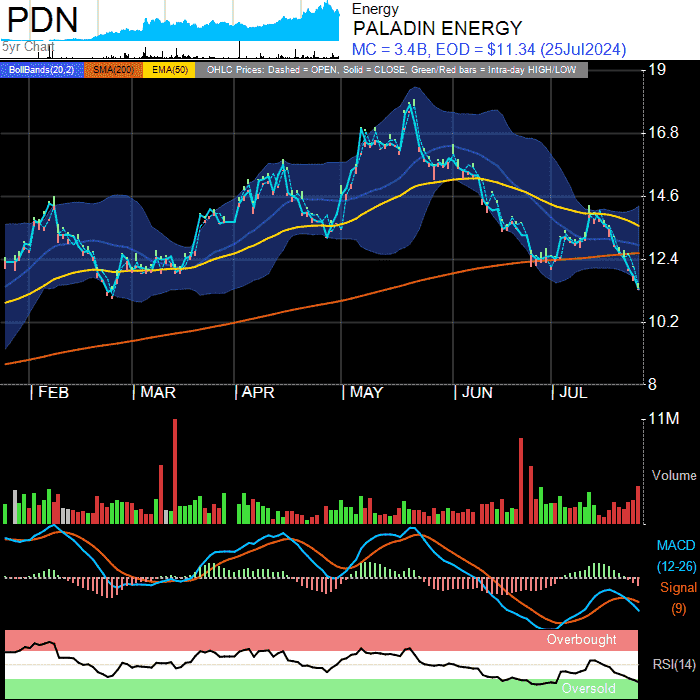 PDN
5yr Chart
Energy
PALADIN ENERGY
MC = 3.4B, EOD = $11.34 (25Jul2024)
BollBands(20,2) SMA(200) EMA(50) OHLC Prices: Dashed = OPEN, Solid = CLOSE, Green/Red bars = Intra-day HIGH/LOW
19
16.8
14.6
12.4
10.2
8
| FEB | MAR | APR | MAY | JUN | JUL
11M
Volume
MACD
(12-26)
Signal
(9)
Overbought
RSI(14)
Oversold